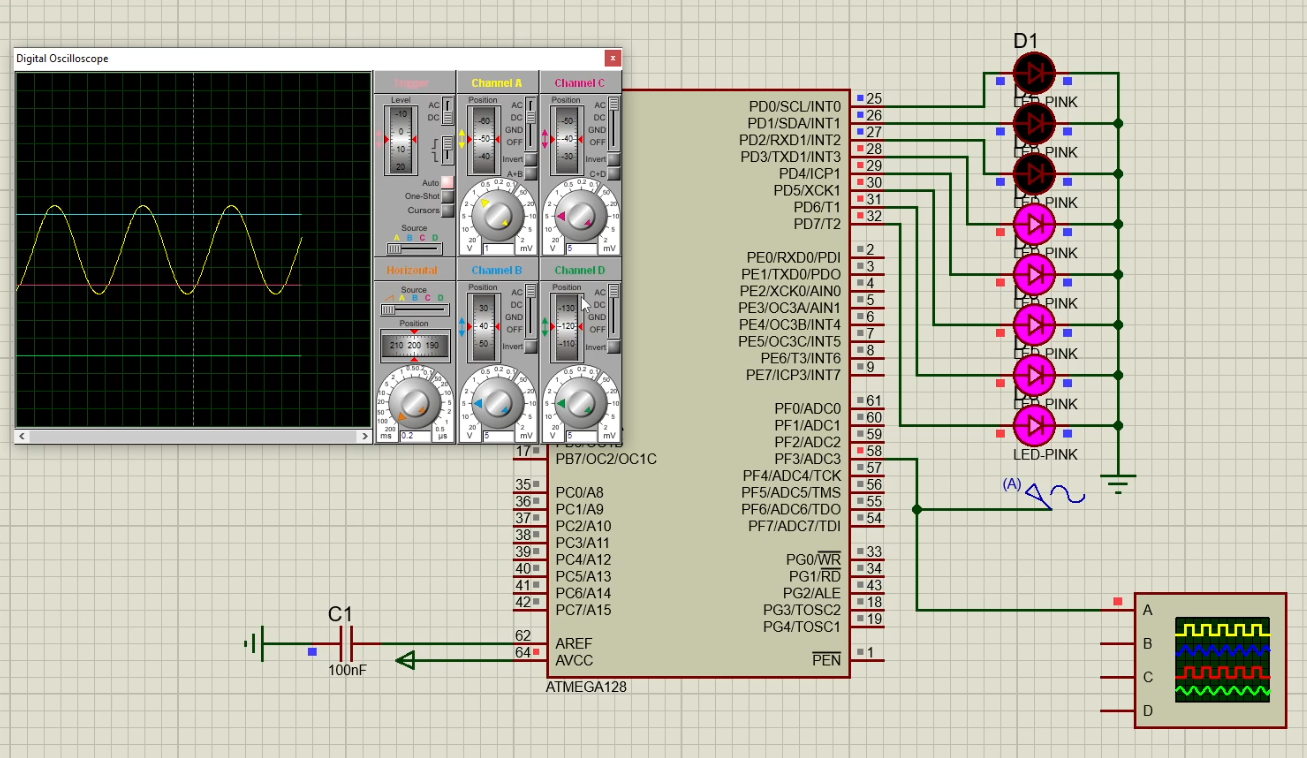 Digital Oscilloscope
x
Trigger
Level
-10
0
10
20
AC
DC
Auto
One-Shot
Cursors
Source
A B C D
Channel A
Position
-60
-50
-40
AC
DC
GND
OFF
Invert
A+B
V
1
mV
Channel C
Position
-50
-40
-30
AC
DC
GND
OFF
Invert
C+D
V
5
mV
Horizontal
Source
A B C D
Position
210 200 190
ms
0.2
µs
Channel B
Position
30
40
50
AC
DC
GND
OFF
Invert
V
5
mV
Channel D
Position
-130
-120
-110
AC
DC
GND
OFF
Invert
V
5
mV
PD0/SCL/INT0 25
PD1/SDA/INT1 26
PD2/RXD1/INT2 27
PD3/TXD1/INT3 28
PD4/ICP1 29
PD5/XCK1 30
PD6/T1 31
PD7/T2 32
PE0/RXD0/PDI 2
PE1/TXD0/PDO 3
PE2/XCK0/AIN0 4
PE3/OC3A/AIN1 5
PE4/OC3B/INT4 6
PE5/OC3C/INT5 7
PE6/T3/INT6 8
PE7/ICP3/INT7 9
PF0/ADC0 61
PF1/ADC1 60
PF2/ADC2 59
PF3/ADC3 58
PF4/ADC4/TCK 57
PF5/ADC5/TMS 56
PF6/ADC6/TDO 55
PF7/ADC7/TDI 54
PG0/WR 33
PG1/RD 34
PG2/ALE 43
PG3/TOSC2 18
PG4/TOSC1 19
PEN 1
17 PB7/OC2/OC1C
35 PC0/A8
36 PC1/A9
37 PC2/A10
38 PC3/A11
39 PC4/A12
40 PC5/A13
41 PC6/A14
42 PC7/A15
62 AREF
64 AVCC
ATMEGA128
C1
100nF
D1
LED-PINK
LED-PINK
LED-PINK
LED-PINK
LED-PINK
LED-PINK
LED-PINK
LED-PINK
(A)
A
B
C
D